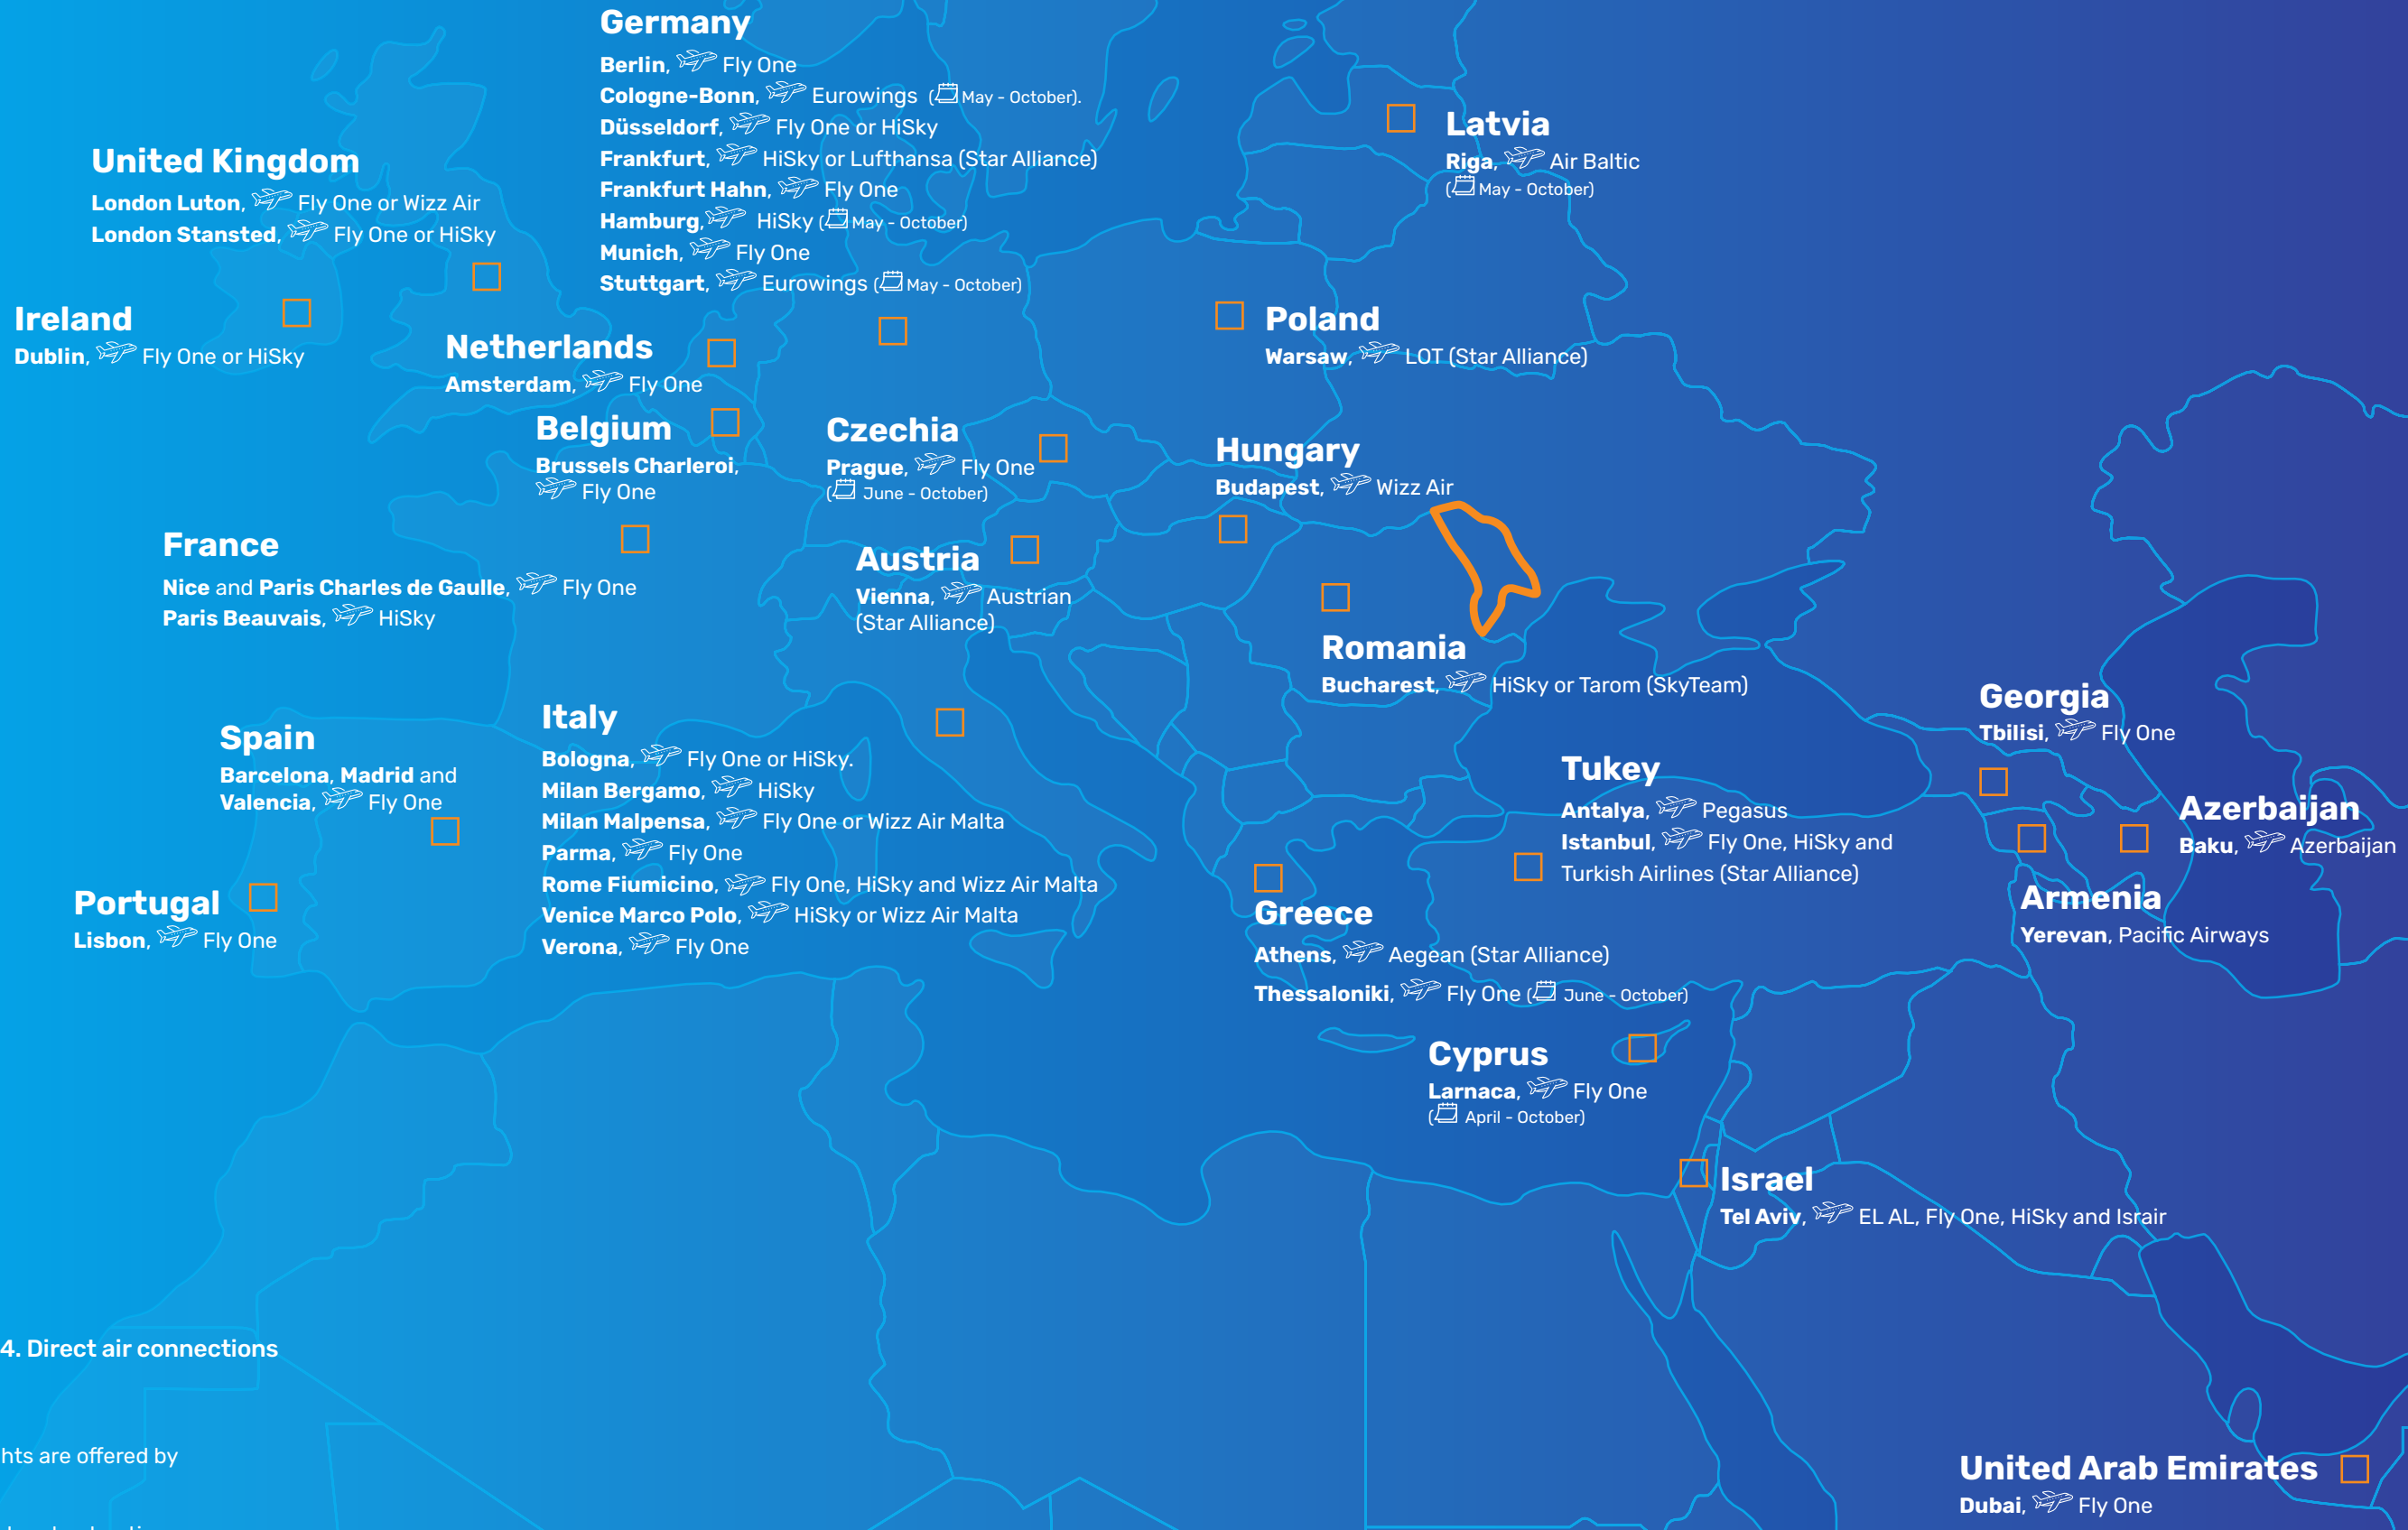 Germany
Berlin, Fly One
Cologne-Bonn, Eurowings (May - October).
Düsseldorf, Fly One or HiSky
Frankfurt, HiSky or Lufthansa (Star Alliance)
Frankfurt Hahn, Fly One
Hamburg, HiSky (May - October)
Munich, Fly One
Stuttgart, Eurowings (May - October)
Latvia
Riga, Air Baltic
(May - October)
United Kingdom
London Luton, Fly One or Wizz Air
London Stansted, Fly One or HiSky
Ireland
Dublin, Fly One or HiSky
Netherlands
Amsterdam, Fly One
Poland
Warsaw, LOT (Star Alliance)
Belgium
Brussels Charleroi,
Fly One
Czechia
Prague, Fly One
(June - October)
Hungary
Budapest, Wizz Air
France
Nice and Paris Charles de Gaulle, Fly One
Paris Beauvais, HiSky
Austria
Vienna, Austrian
(Star Alliance)
Romania
Bucharest, HiSky or Tarom (SkyTeam)
Georgia
Tbilisi, Fly One
Spain
Barcelona, Madrid and
Valencia, Fly One
Italy
Bologna, Fly One or HiSky.
Milan Bergamo, HiSky
Milan Malpensa, Fly One or Wizz Air Malta
Parma, Fly One
Rome Fiumicino, Fly One, HiSky and Wizz Air Malta
Venice Marco Polo, HiSky or Wizz Air Malta
Verona, Fly One
Tukey
Antalya, Pegasus
Istanbul, Fly One, HiSky and
Turkish Airlines (Star Alliance)
Azerbaijan
Baku, Azerbaijan
Portugal
Lisbon, Fly One
Greece
Athens, Aegean (Star Alliance)
Thessaloniki, Fly One (June - October)
Armenia
Yerevan, Pacific Airways
Cyprus
Larnaca, Fly One
(April - October)
Israel
Tel Aviv, EL AL, Fly One, HiSky and Israir
4. Direct air connections
hts are offered by
United Arab Emirates
Dubai, Fly One